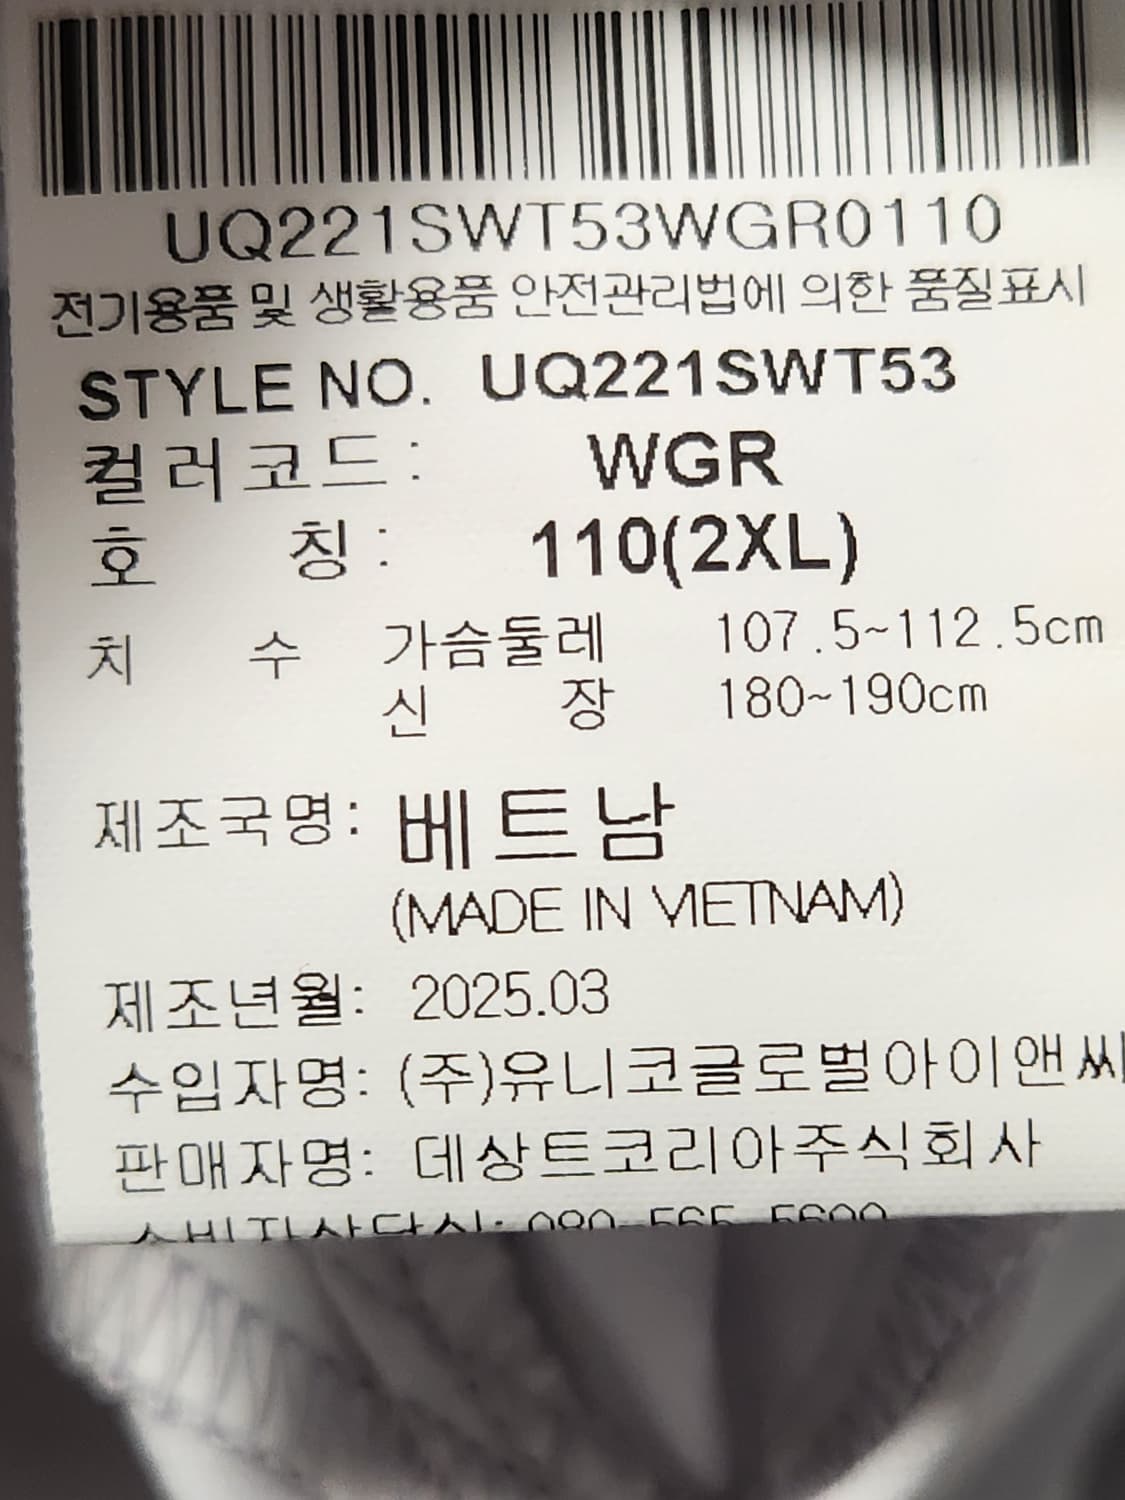 UQ221SWT53WGR0110
전기용품 및 생활용품 안전관리법에 의한 품질표시
STYLE NO. UQ221SWT53
컬러코드 : WGR
호 칭 : 110(2XL)
치 수 가슴둘레 107.5~112.5cm
신 장 180~190cm
제조국명: 베트남
(MADE IN VIETNAM)
제조년월: 2025.03
수입자명: (주)유니코글로벌아이앤씨
판매자명: 데상트코리아주식회사